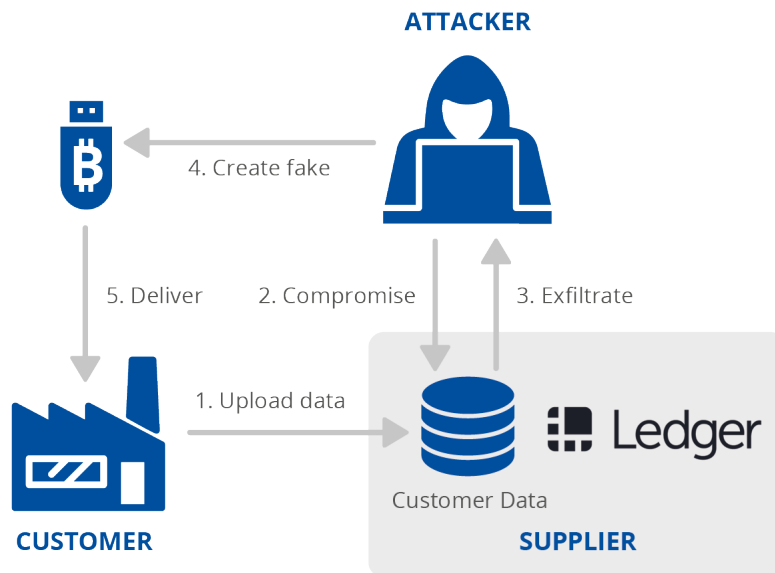 ATTACKER
4. Create fake
5. Deliver
2. Compromise
3. Exfiltrate
1. Upload data
Ledger
Customer Data
CUSTOMER
SUPPLIER